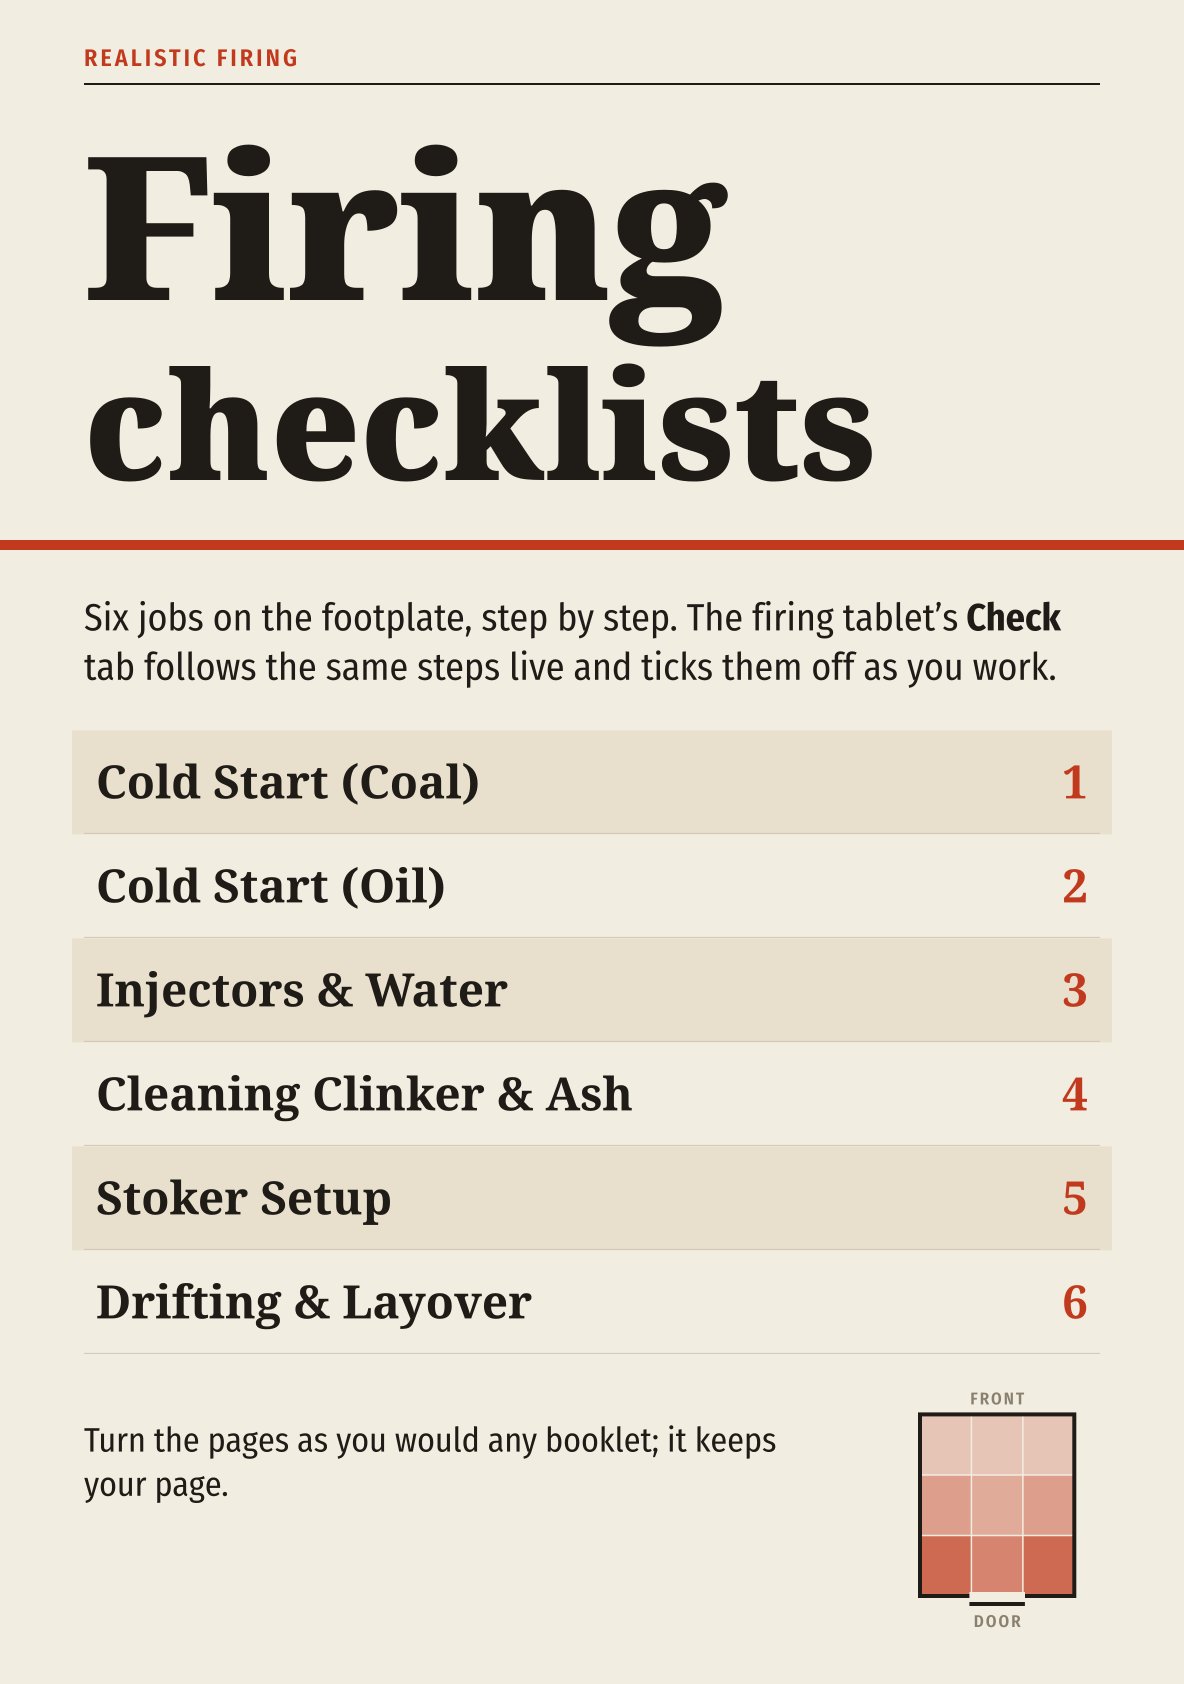 REALISTIC FIRING
Firing
checklists
Six jobs on the footplate, step by step. The firing tablet’s Check
tab follows the same steps live and ticks them off as you work.
Cold Start (Coal) 1
Cold Start (Oil) 2
Injectors & Water 3
Cleaning Clinker & Ash 4
Stoker Setup 5
Drifting & Layover 6
Turn the pages as you would any booklet; it keeps
your page.
FRONT
DOOR